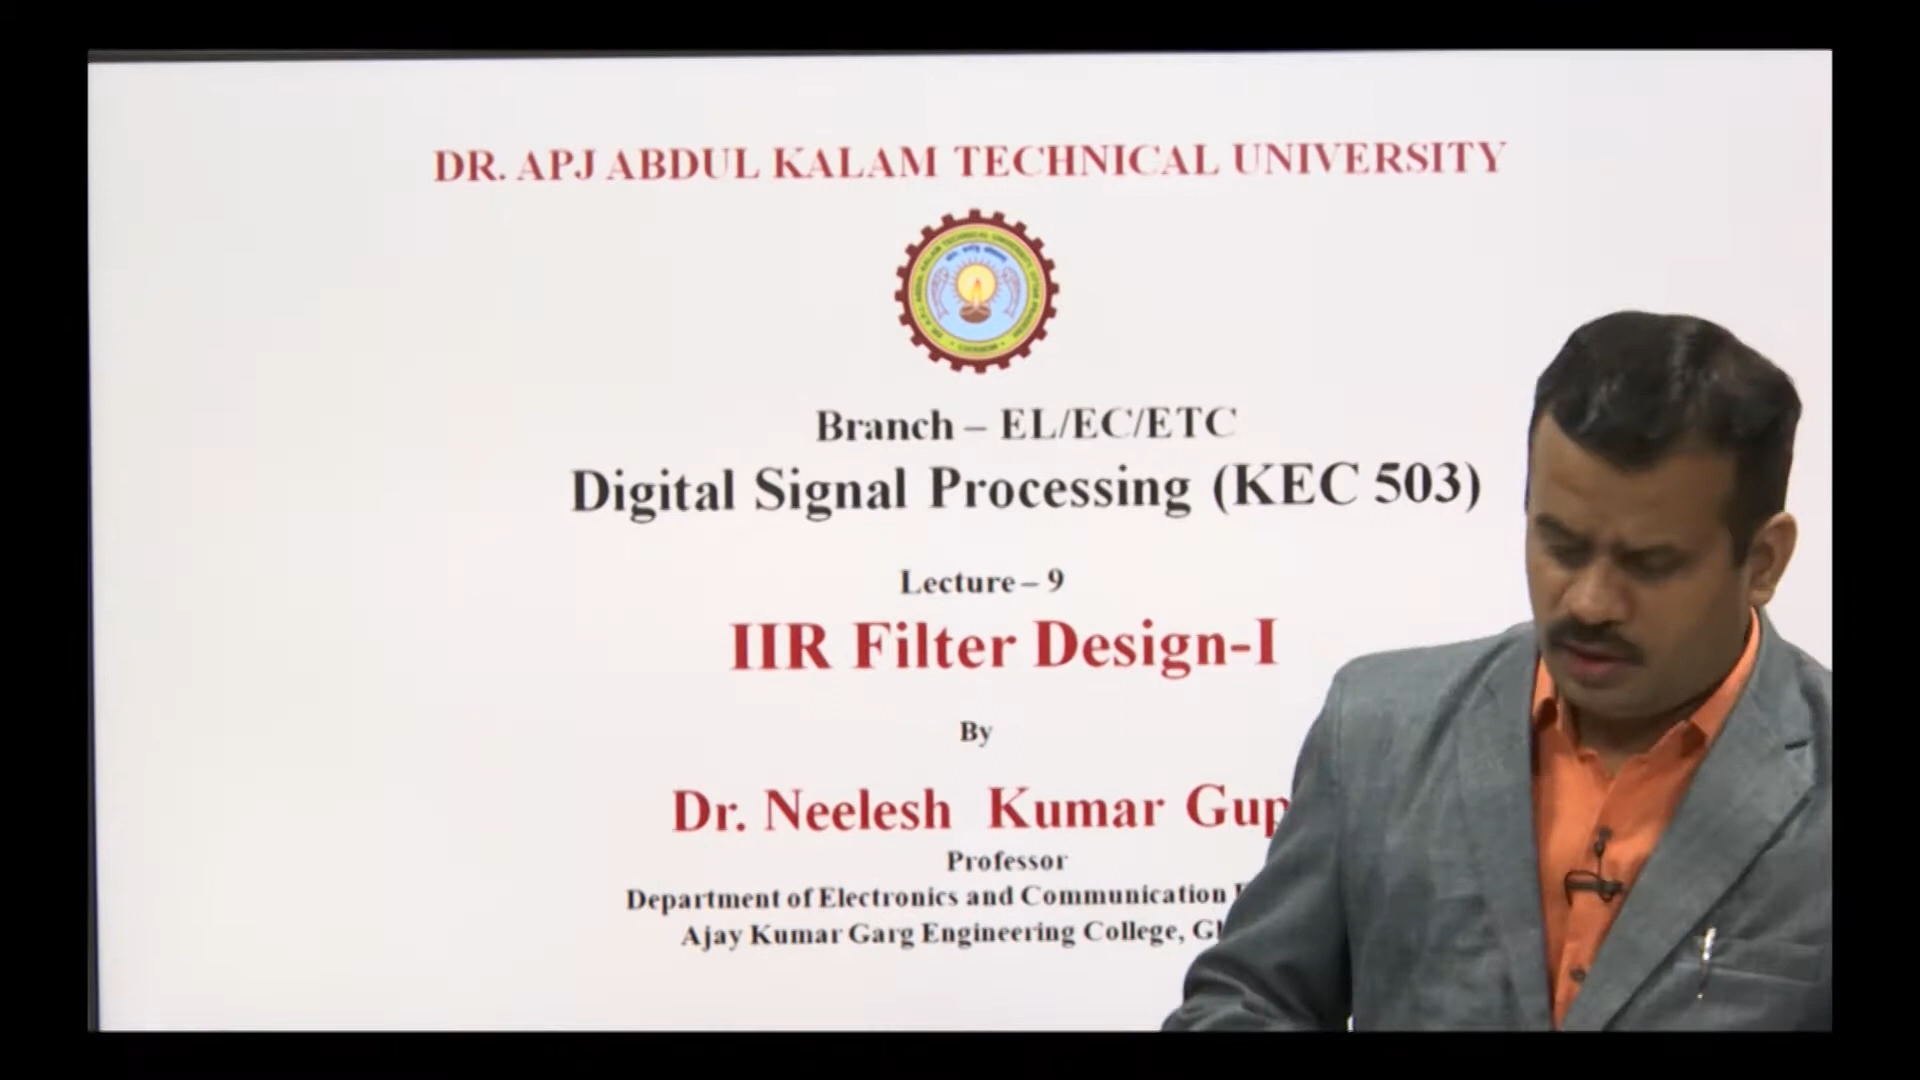 DR. APJ ABDUL KALAM TECHNICAL UNIVERSITY
Branch – EL/EC/ETC
Digital Signal Processing (KEC 503)
Lecture – 9
IIR Filter Design-I
By
Dr. Neelesh Kumar Gup
Professor
Department of Electronics and Communication
Ajay Kumar Garg Engineering College,